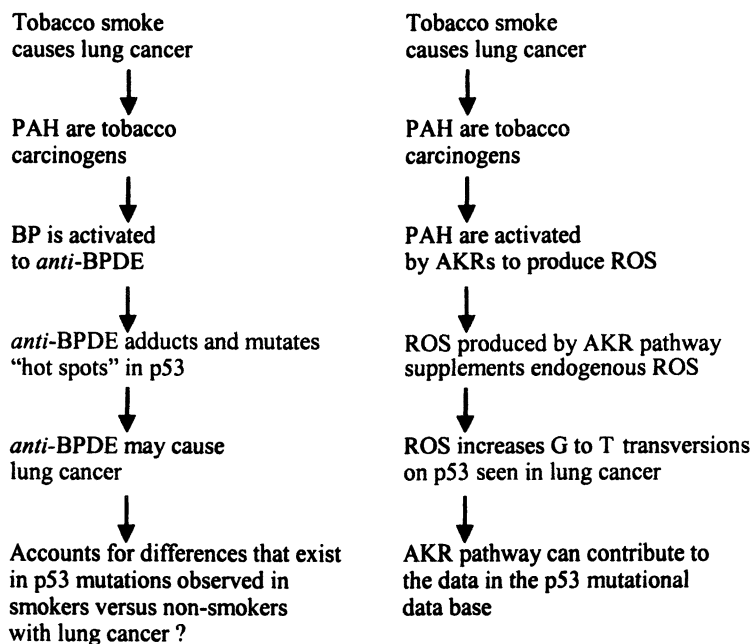 Tobacco smoke
causes lung cancer
PAH are tobacco
carcinogens
BP is activated
to anti-BPDE
anti-BPDE adducts and mutates
“hot spots” in p53
anti-BPDE may cause
lung cancer
Accounts for differences that exist
in p53 mutations observed in
smokers versus non-smokers
with lung cancer ?
Tobacco smoke
causes lung cancer
PAH are tobacco
carcinogens
PAH are activated
by AKRs to produce ROS
ROS produced by AKR pathway
supplements endogenous ROS
ROS increases G to T transversions
on p53 seen in lung cancer
AKR pathway can contribute to
the data in the p53 mutational
data base